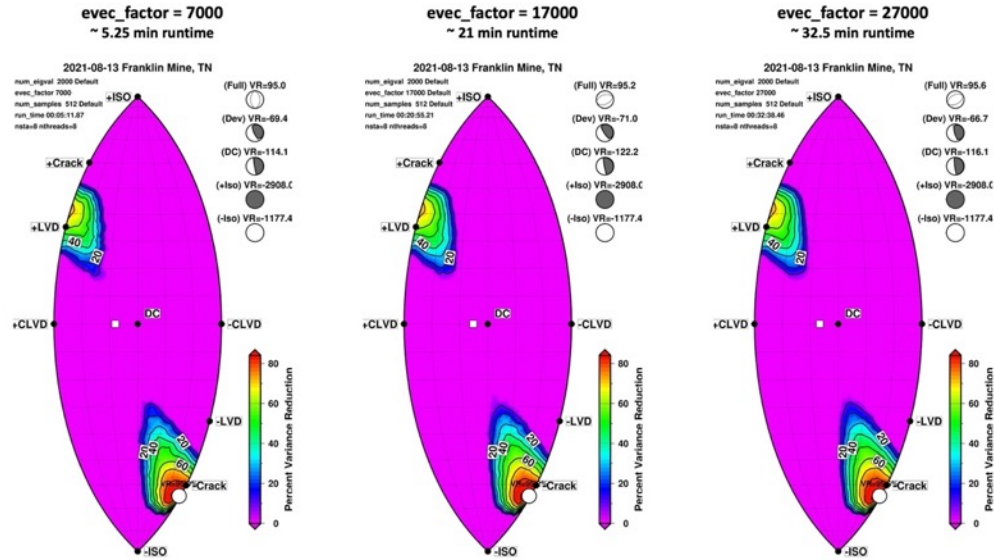 evec_factor = 7000
~ 5.25 min runtime
2021-08-13 Franklin Mine, TN
num_eigval 2000 Default
evec_factor 7000
num_samples 512 Default
run_time 00:05:11.87
nsta=8 nthreads=8
(Full) VR=95.0
(Dev) VR=-69.4
(DC) VR=-114.1
(+Iso) VR=-2908.0
(-Iso) VR=-1177.4
+ISO
+Crack
+LVD
40
20
DC
+CLVD
-CLVD
-LVD
20
40
20
60
-Crack
-ISO
80
60
40
20
0
Percent Variance Reduction
evec_factor = 17000
~ 21 min runtime
2021-08-13 Franklin Mine, TN
num_eigval 2000 Default
evec_factor 17000
num_samples 512 Default
run_time 00:20:55.21
nsta=8 nthreads=8
(Full) VR=95.2
(Dev) VR=-71.0
(DC) VR=-122.2
(+Iso) VR=-2908.0
(-Iso) VR=-1177.4
+ISO
+Crack
+LVD
40
20
DC
+CLVD
-CLVD
-LVD
20
40
20
60
-Crack
-ISO
80
60
40
20
0
Percent Variance Reduction
evec_factor = 27000
~ 32.5 min runtime
2021-08-13 Franklin Mine, TN
num_eigval 2000 Default
evec_factor 27000
num_samples 512 Default
run_time 00:32:38.46
nsta=8 nthreads=8
(Full) VR=95.6
(Dev) VR=-66.7
(DC) VR=-116.1
(+Iso) VR=-2908.0
(-Iso) VR=-1177.4
+ISO
+Crack
+LVD
40
20
DC
+CLVD
-CLVD
-LVD
20
40
20
60
-Crack
-ISO
80
60
40
20
0
Percent Variance Reduction